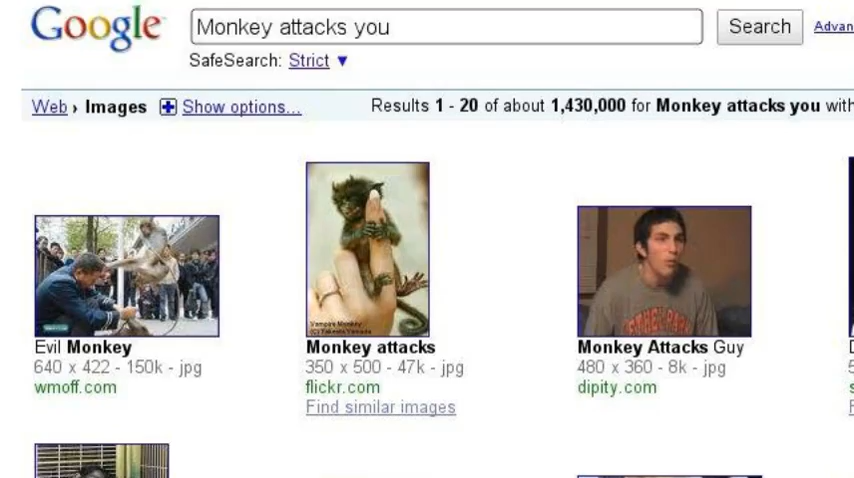 Google
Monkey attacks you
Search
Advan
SafeSearch: Strict ▼
Web › Images
Show options...
Results 1 - 20 of about 1,430,000 for Monkey attacks you with
Vampire Monkey
Evil Monkey
640 x 422 - 150k - jpg
wmoff.com
Monkey attacks
350 x 500 - 47k - jpg
flickr.com
Find similar images
Monkey Attacks Guy
480 x 360 - 8k - jpg
dipity.com